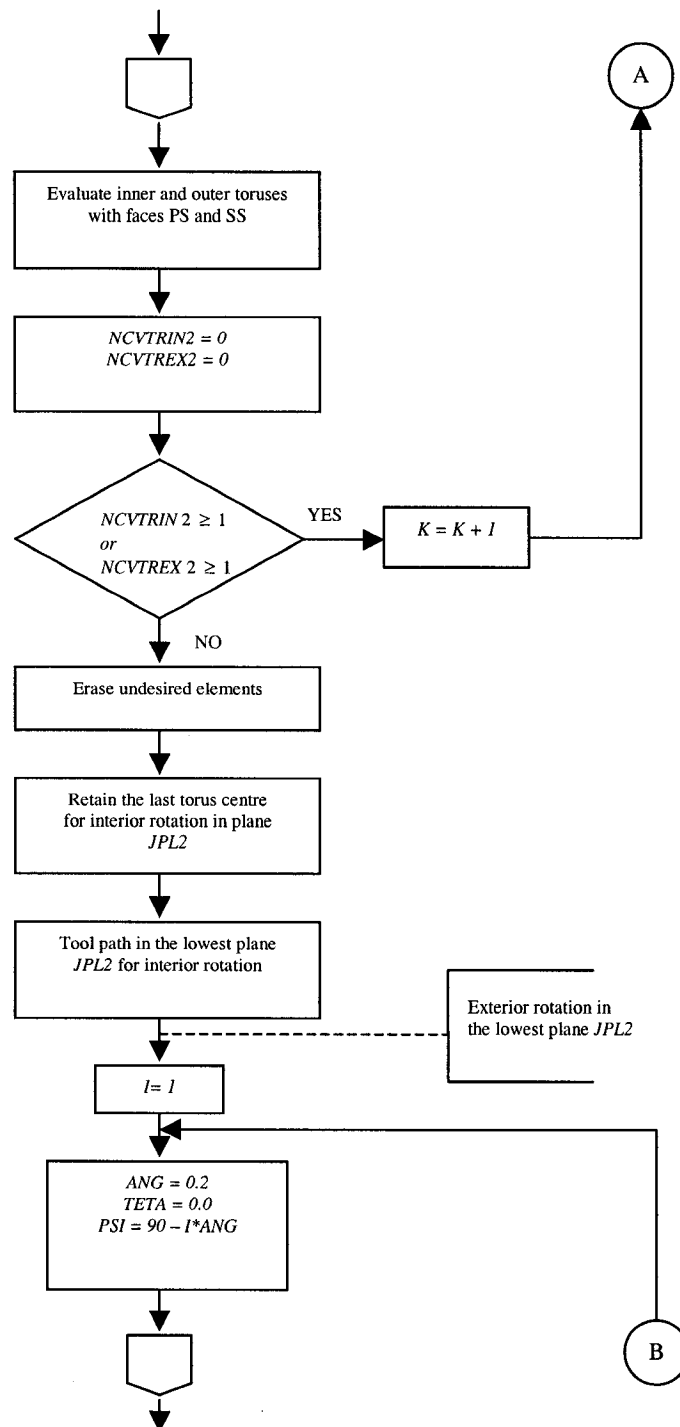 A
Evaluate inner and outer toruses
with faces PS and SS
NCVTRIN2 = 0
NCVTREX2 = 0
NCVTRIN 2 ≥ 1
or
NCVTREX 2 ≥ 1
YES
K = K + 1
NO
Erase undesired elements
Retain the last torus centre
for interior rotation in plane
JPL2
Tool path in the lowest plane
JPL2 for interior rotation
Exterior rotation in
the lowest plane JPL2
I= 1
ANG = 0.2
TETA = 0.0
PSI = 90 – I*ANG
B